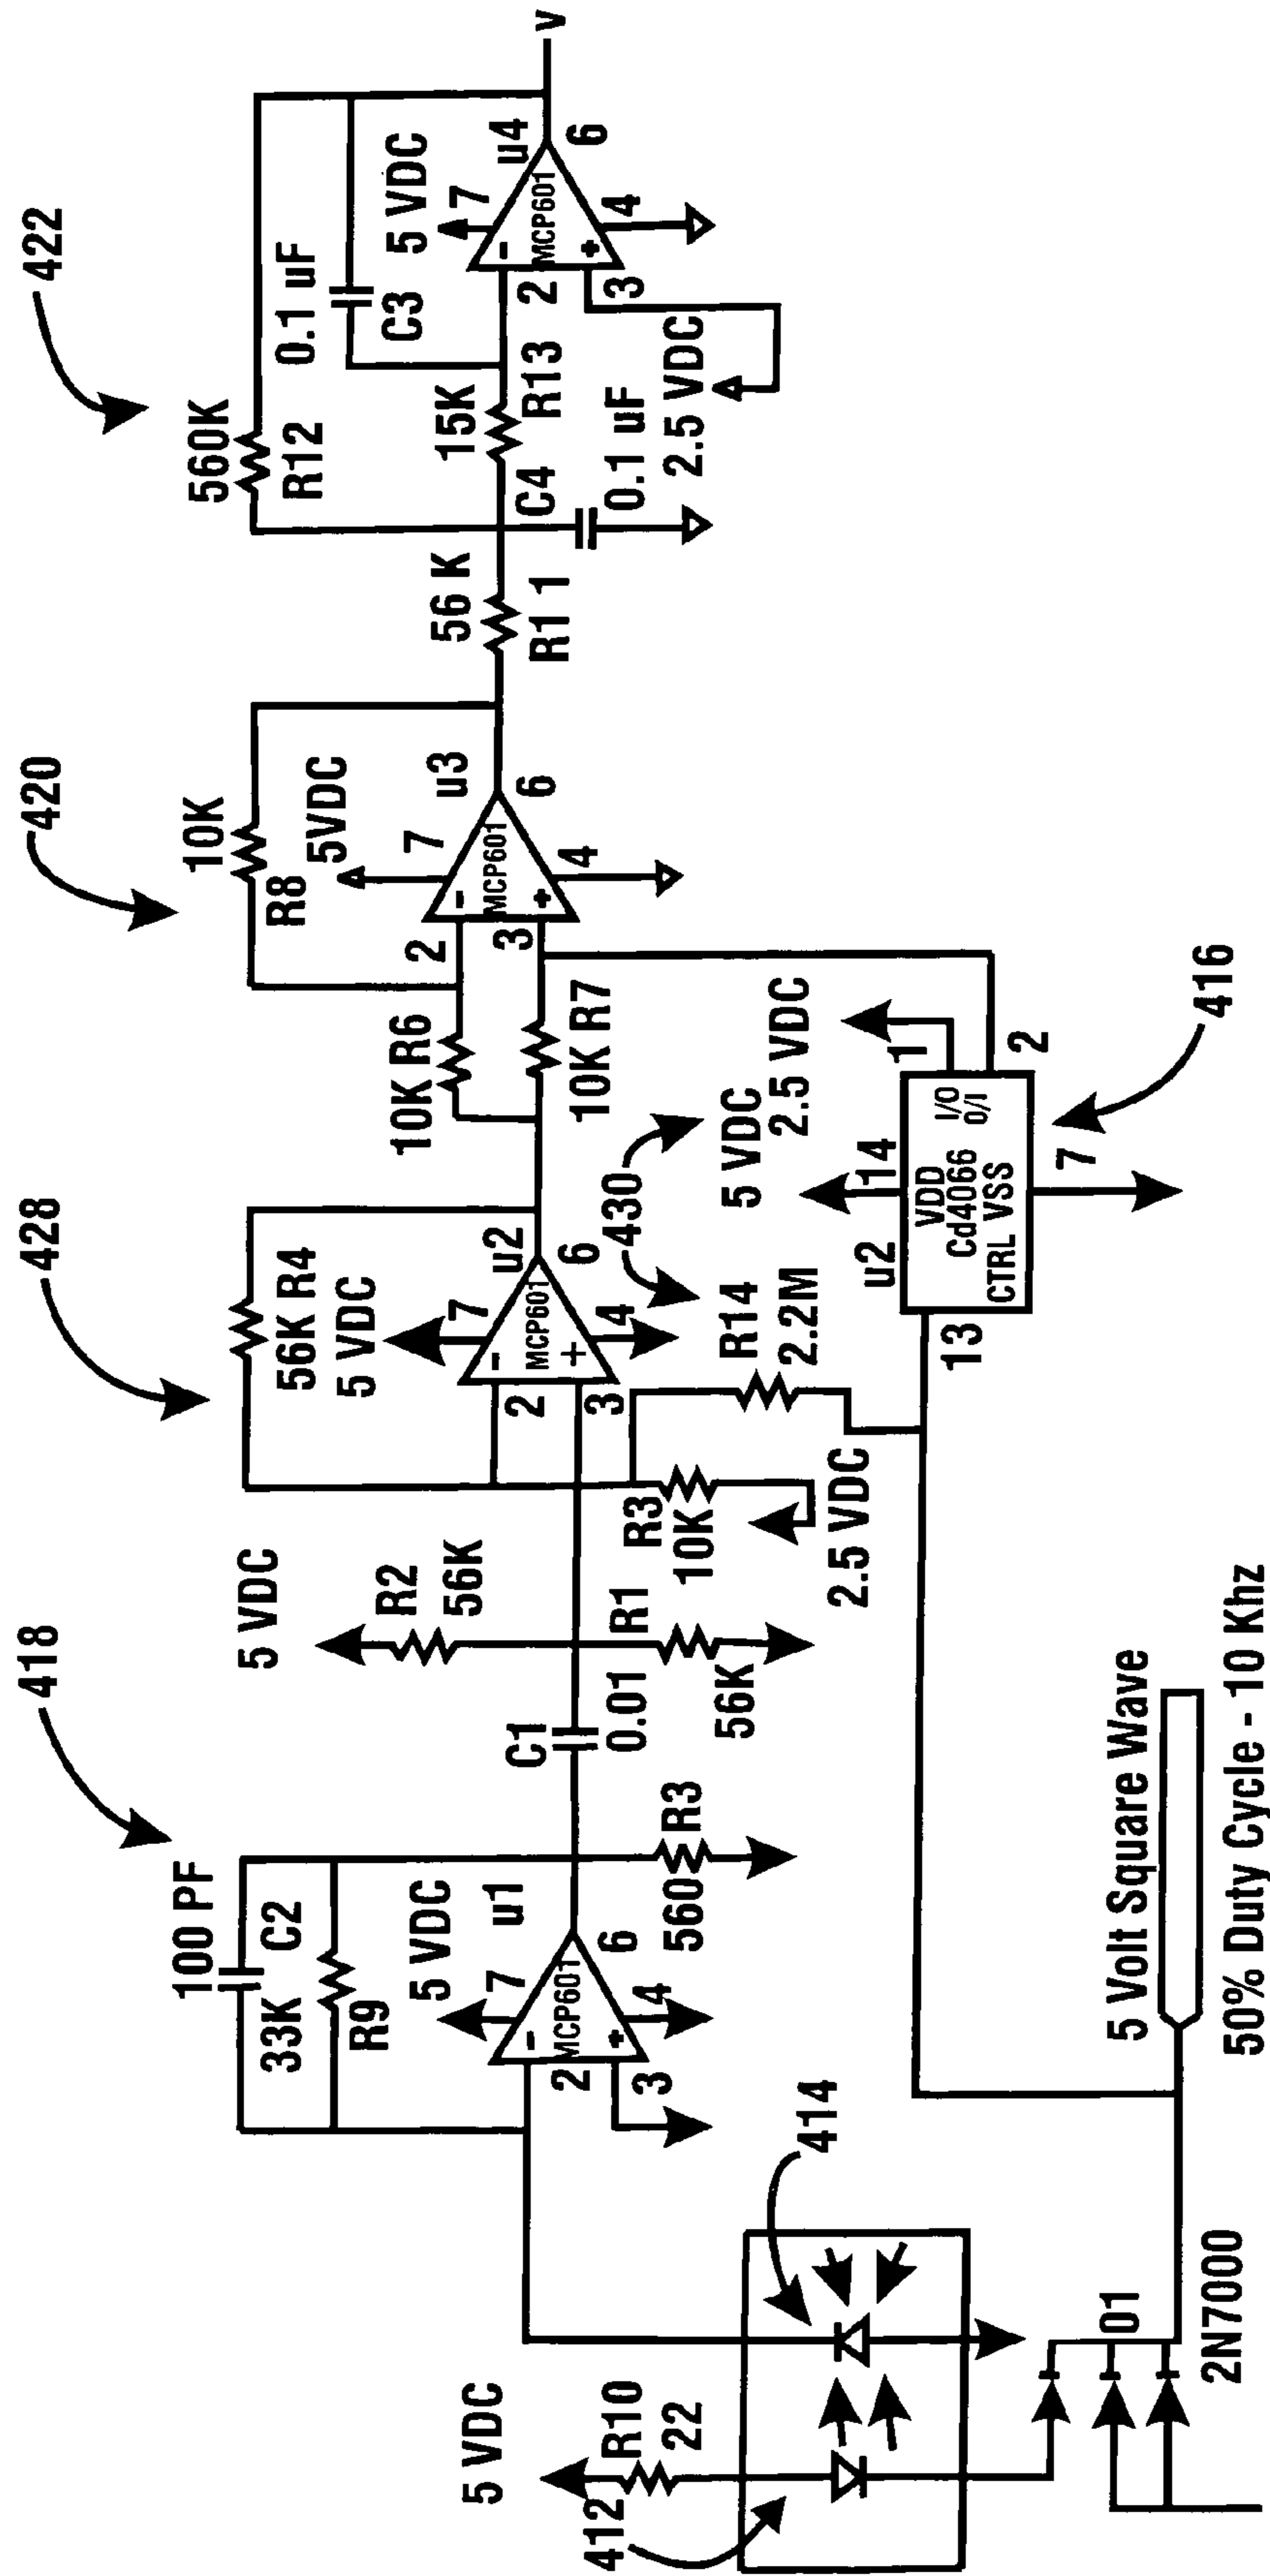 418
428
420
422
100 PF
C2
33K
R9
5 VDC
7
u1
-
MCP601
+
2
3
6
4
560
R3
C1
0.01
5 VDC
R2
56K
R1
56K
56K R4
5 VDC
7
u2
-
MCP601
+
2
3
6
4
R3
10K
2.5 VDC
R14
2.2M
430
10K R6
10K R7
10K
R8
5VDC
7
u3
-
MCP601
+
2
3
6
4
56 K
R1 1
560K
R12
0.1 uF
C3
15K
R13
C4
0.1 uF
2.5 VDC
5 VDC
7
u4
-
MCP601
+
2
3
6
4
V
5 VDC
2.5 VDC
u2
14
1
VDD
I/O
Cd4066
O/I
CTRL VSS
13
7
2
416
5 VDC
R10
22
412
414
01
2N7000
5 Volt Square Wave
50% Duty Cycle - 10 Khz